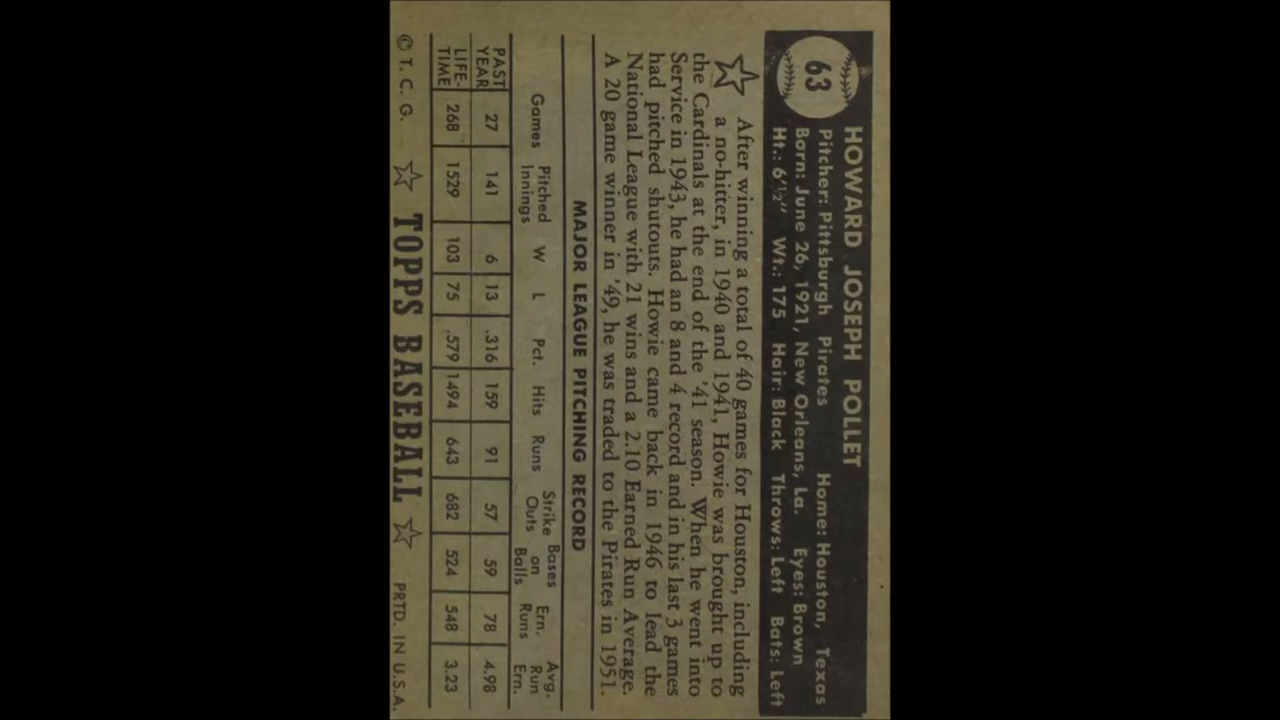 63
HOWARD JOSEPH POLLET
Pitcher: Pittsburgh Pirates Home: Houston, Texas
Born: June 26, 1921, New Orleans, La. Eyes: Brown
Ht.: 6'½" Wt.: 175 Hair: Black Throws: Left Bats: Left
After winning a total of 40 games for Houston, including
a no-hitter, in 1940 and 1941, Howie was brought up to
the Cardinals at the end of the '41 season. When he went into
Service in 1943, he had an 8 and 4 record and in his last 3 games
had pitched shutouts. Howie came back in 1946 to lead the
National League with 21 wins and a 2.10 Earned Run Average.
A 20 game winner in '49, he was traded to the Pirates in 1951.
MAJOR LEAGUE PITCHING RECORD
Games Pitched Innings W L Pct. Hits Runs Strike Outs Bases on Balls Ern. Runs Avg. Run Ern.
PAST YEAR 27 141 6 13 .316 159 91 57 59 78 4.98
LIFE-TIME 268 1529 103 75 .579 1494 643 682 524 548 3.23
© T. C. G. ☆ TOPPS BASEBALL ☆ PRTD. IN U.S.A.